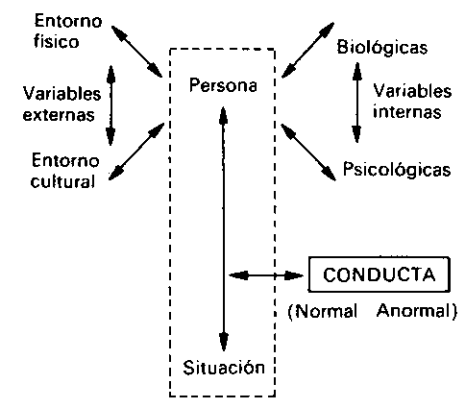 Entorno
físico
Variables
externas
Entorno
cultural
Persona
Biológicas
Variables
internas
Psicológicas
CONDUCTA
(Normal Anormal)
Situación